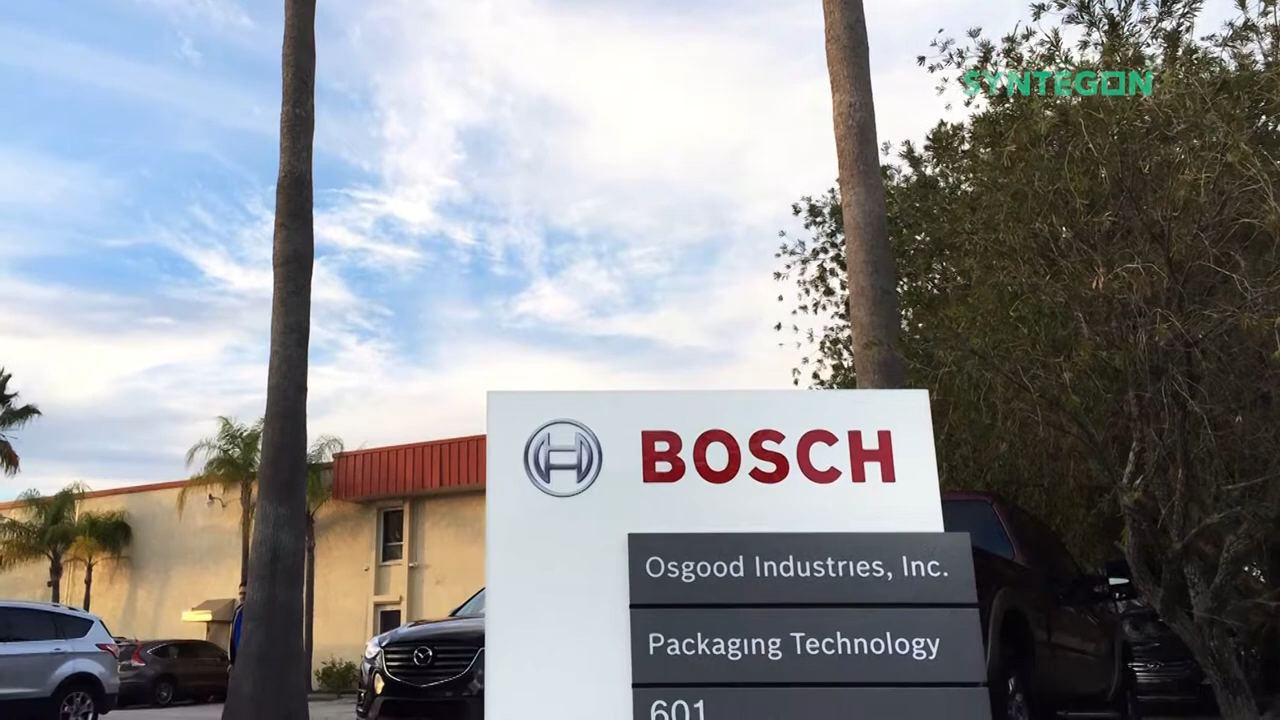 SYNTEGON
BOSCH
Osgood Industries, Inc.
Packaging Technology
601